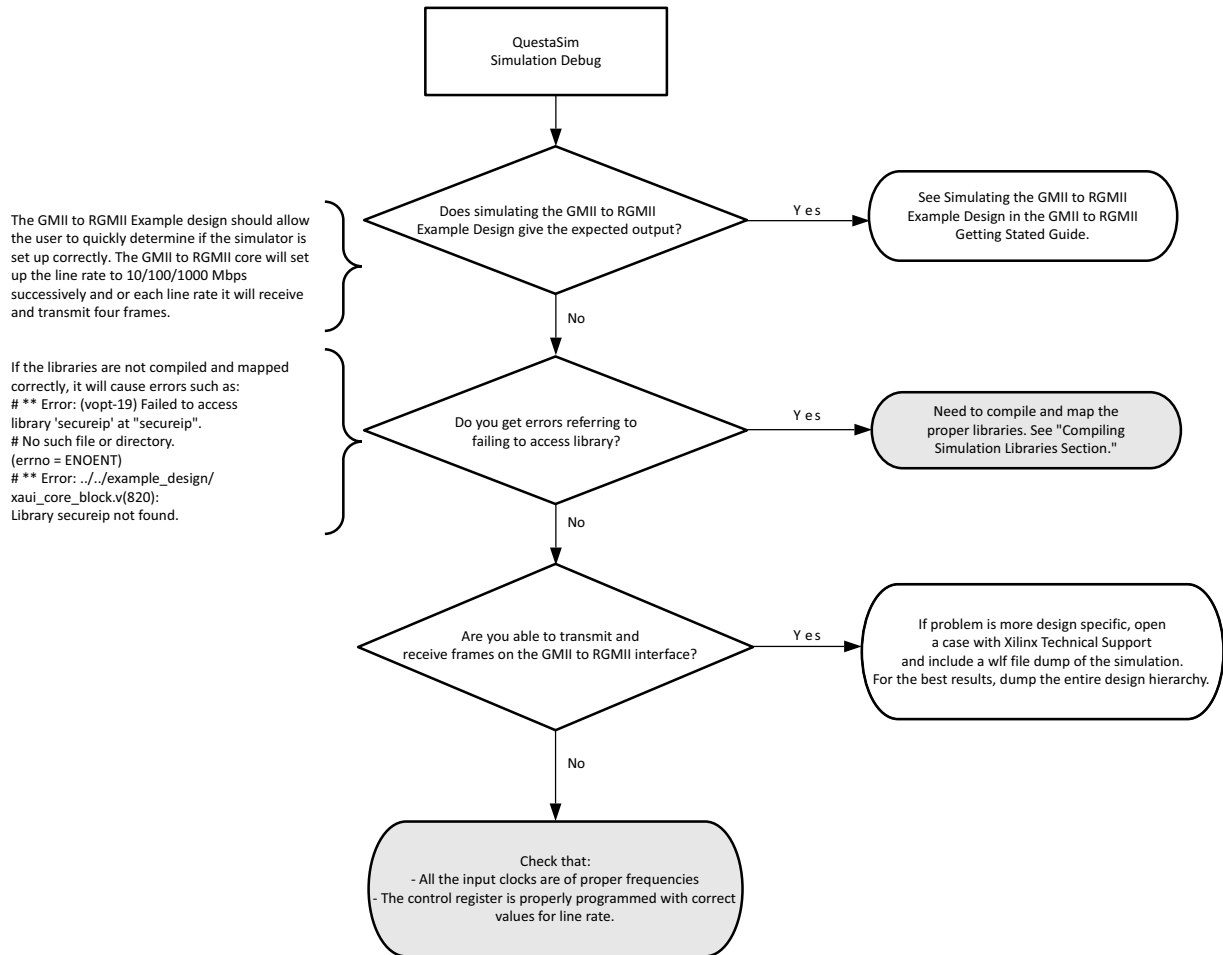 QuestaSim
Simulation Debug
Does simulating the GMII to RGMII
Example Design give the expected output?
Yes
See Simulating the GMII to RGMII
Example Design in the GMII to RGMII
Getting Stated Guide.
The GMII to RGMII Example design should allow
the user to quickly determine if the simulator is
set up correctly. The GMII to RGMII core will set
up the line rate to 10/100/1000 Mbps
successively and or each line rate it will receive
and transmit four frames.
No
If the libraries are not compiled and mapped
correctly, it will cause errors such as:
# ** Error: (vopt-19) Failed to access
library 'secureip' at "secureip".
# No such file or directory.
(errno = ENOENT)
# ** Error: ../../example_design/
xaui_core_block.v(820):
Library secureip not found.
Do you get errors referring to
failing to access library?
Yes
Need to compile and map the
proper libraries. See "Compiling
Simulation Libraries Section."
No
Are you able to transmit and
receive frames on the GMII to RGMII interface?
Yes
If problem is more design specific, open
a case with Xilinx Technical Support
and include a wlf file dump of the simulation.
For the best results, dump the entire design hierarchy.
No
Check that:
- All the input clocks are of proper frequencies
- The control register is properly programmed with correct
values for line rate.